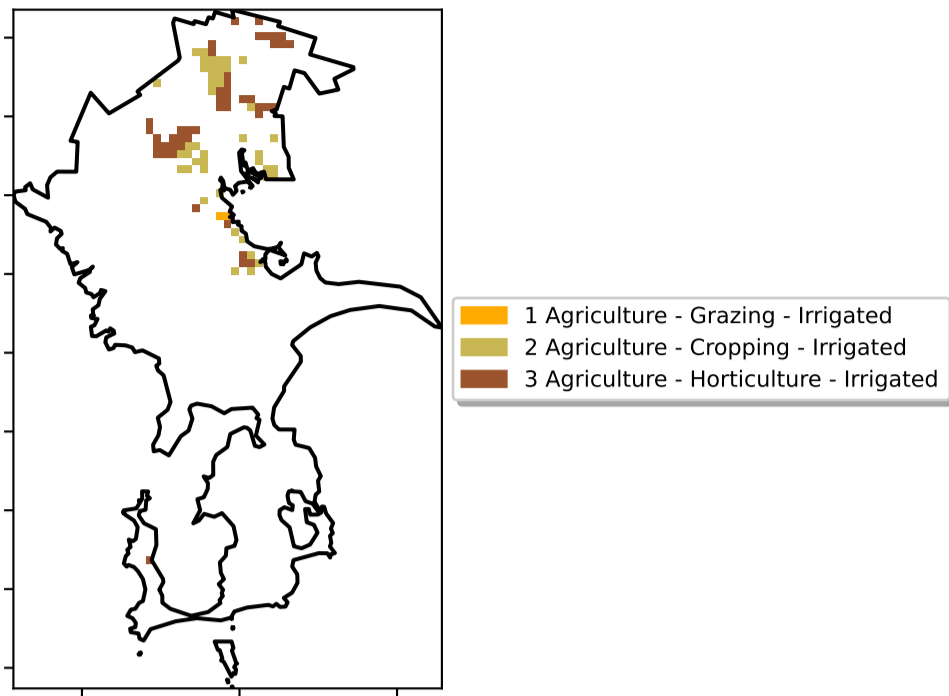 1 Agriculture - Grazing - Irrigated
2 Agriculture - Cropping - Irrigated
3 Agriculture - Horticulture - Irrigated